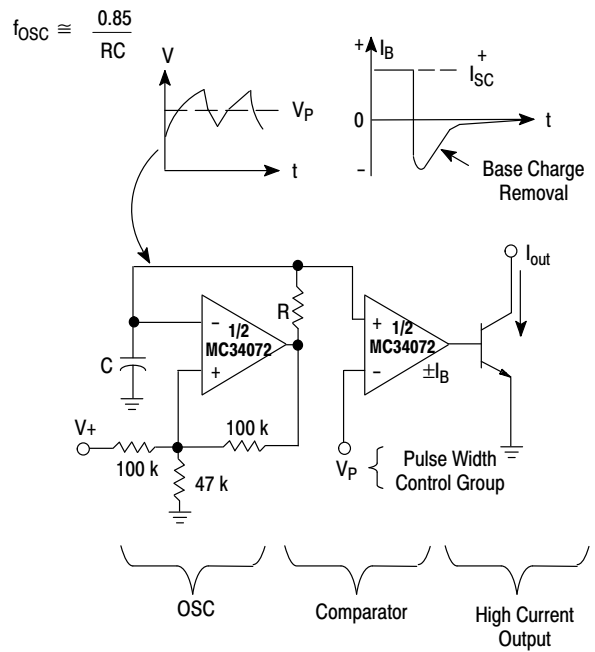 fOSC ≅ 0.85
RC
V
VP
t
+ IB
ISC+
0
t
–
Base Charge
Removal
Iout
R
–
1/2
MC34072
+
C
+
1/2
MC34072
–
±IB
V+
100 k
100 k
47 k
VP
Pulse Width
Control Group
OSC
Comparator
High Current
Output